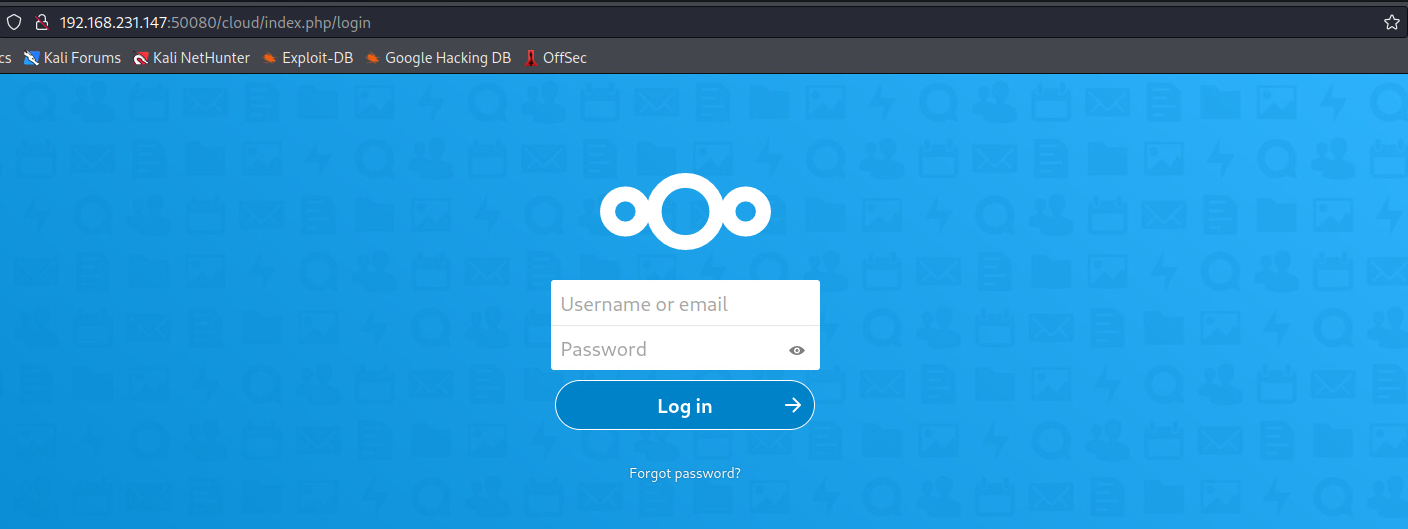 192.168.231.147:50080/cloud/index.php/login
cs Kali Forums Kali NetHunter Exploit-DB Google Hacking DB OffSec
Username or email
Password
Log in
Forgot password?